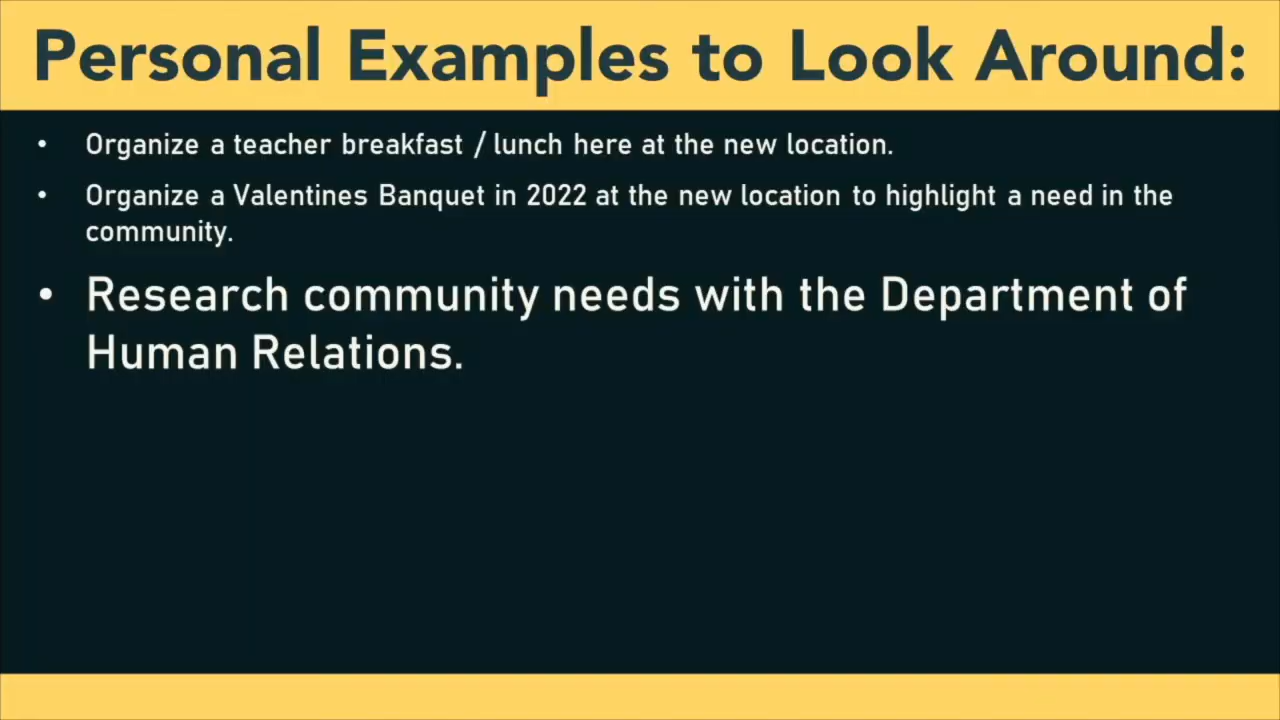 Personal Examples to Look Around:
• Organize a teacher breakfast / lunch here at the new location.
• Organize a Valentines Banquet in 2022 at the new location to highlight a need in the
community.
• Research community needs with the Department of
Human Relations.